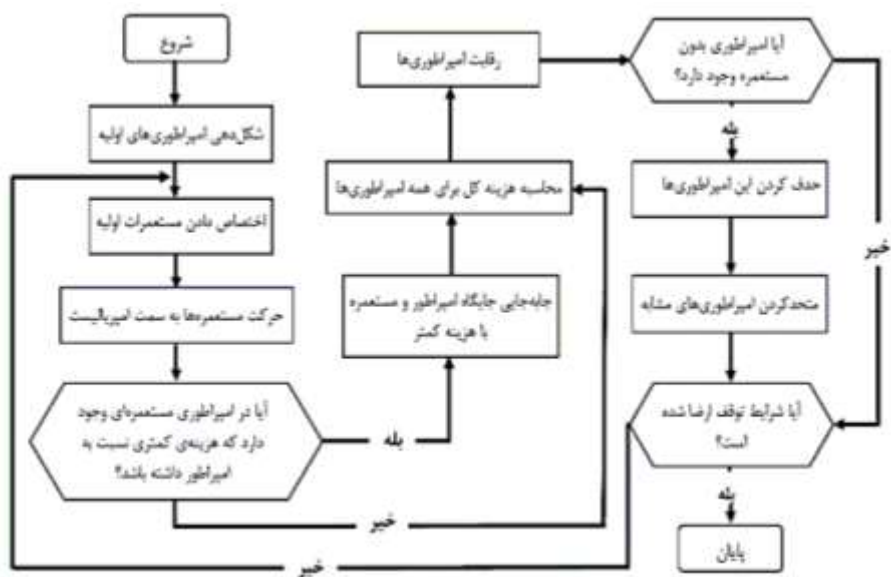 شروع
شکل‌دهی امپراطوری‌های اولیه
اختصاص دادن مستعمرات اولیه
حرکت مستعمره‌ها به سمت امپریالیست
آیا در امپراطوری مستعمره‌ای وجود
دارد که هزینه‌ی کمتری نسبت به
امپراطور داشته باشد؟
بله
خیر
جابه‌جایی جایگاه امپراطور و مستعمره
با هزینه کمتر
محاسبه هزینه کل برای همه امپراطوری‌ها
رقابت امپراطوری‌ها
آیا امپراطوری بدون
مستعمره وجود دارد؟
بله
خیر
حذف کردن این امپراطوری‌ها
متحدکردن امپراطوری‌های مشابه
آیا شرایط توقف ارضا شده
است؟
بله
خیر
پایان